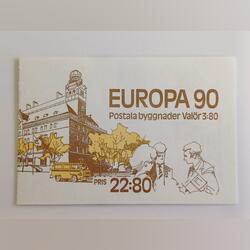 EUROPA 90
Postala byggnader Valör 3:80
PRIS 22:80